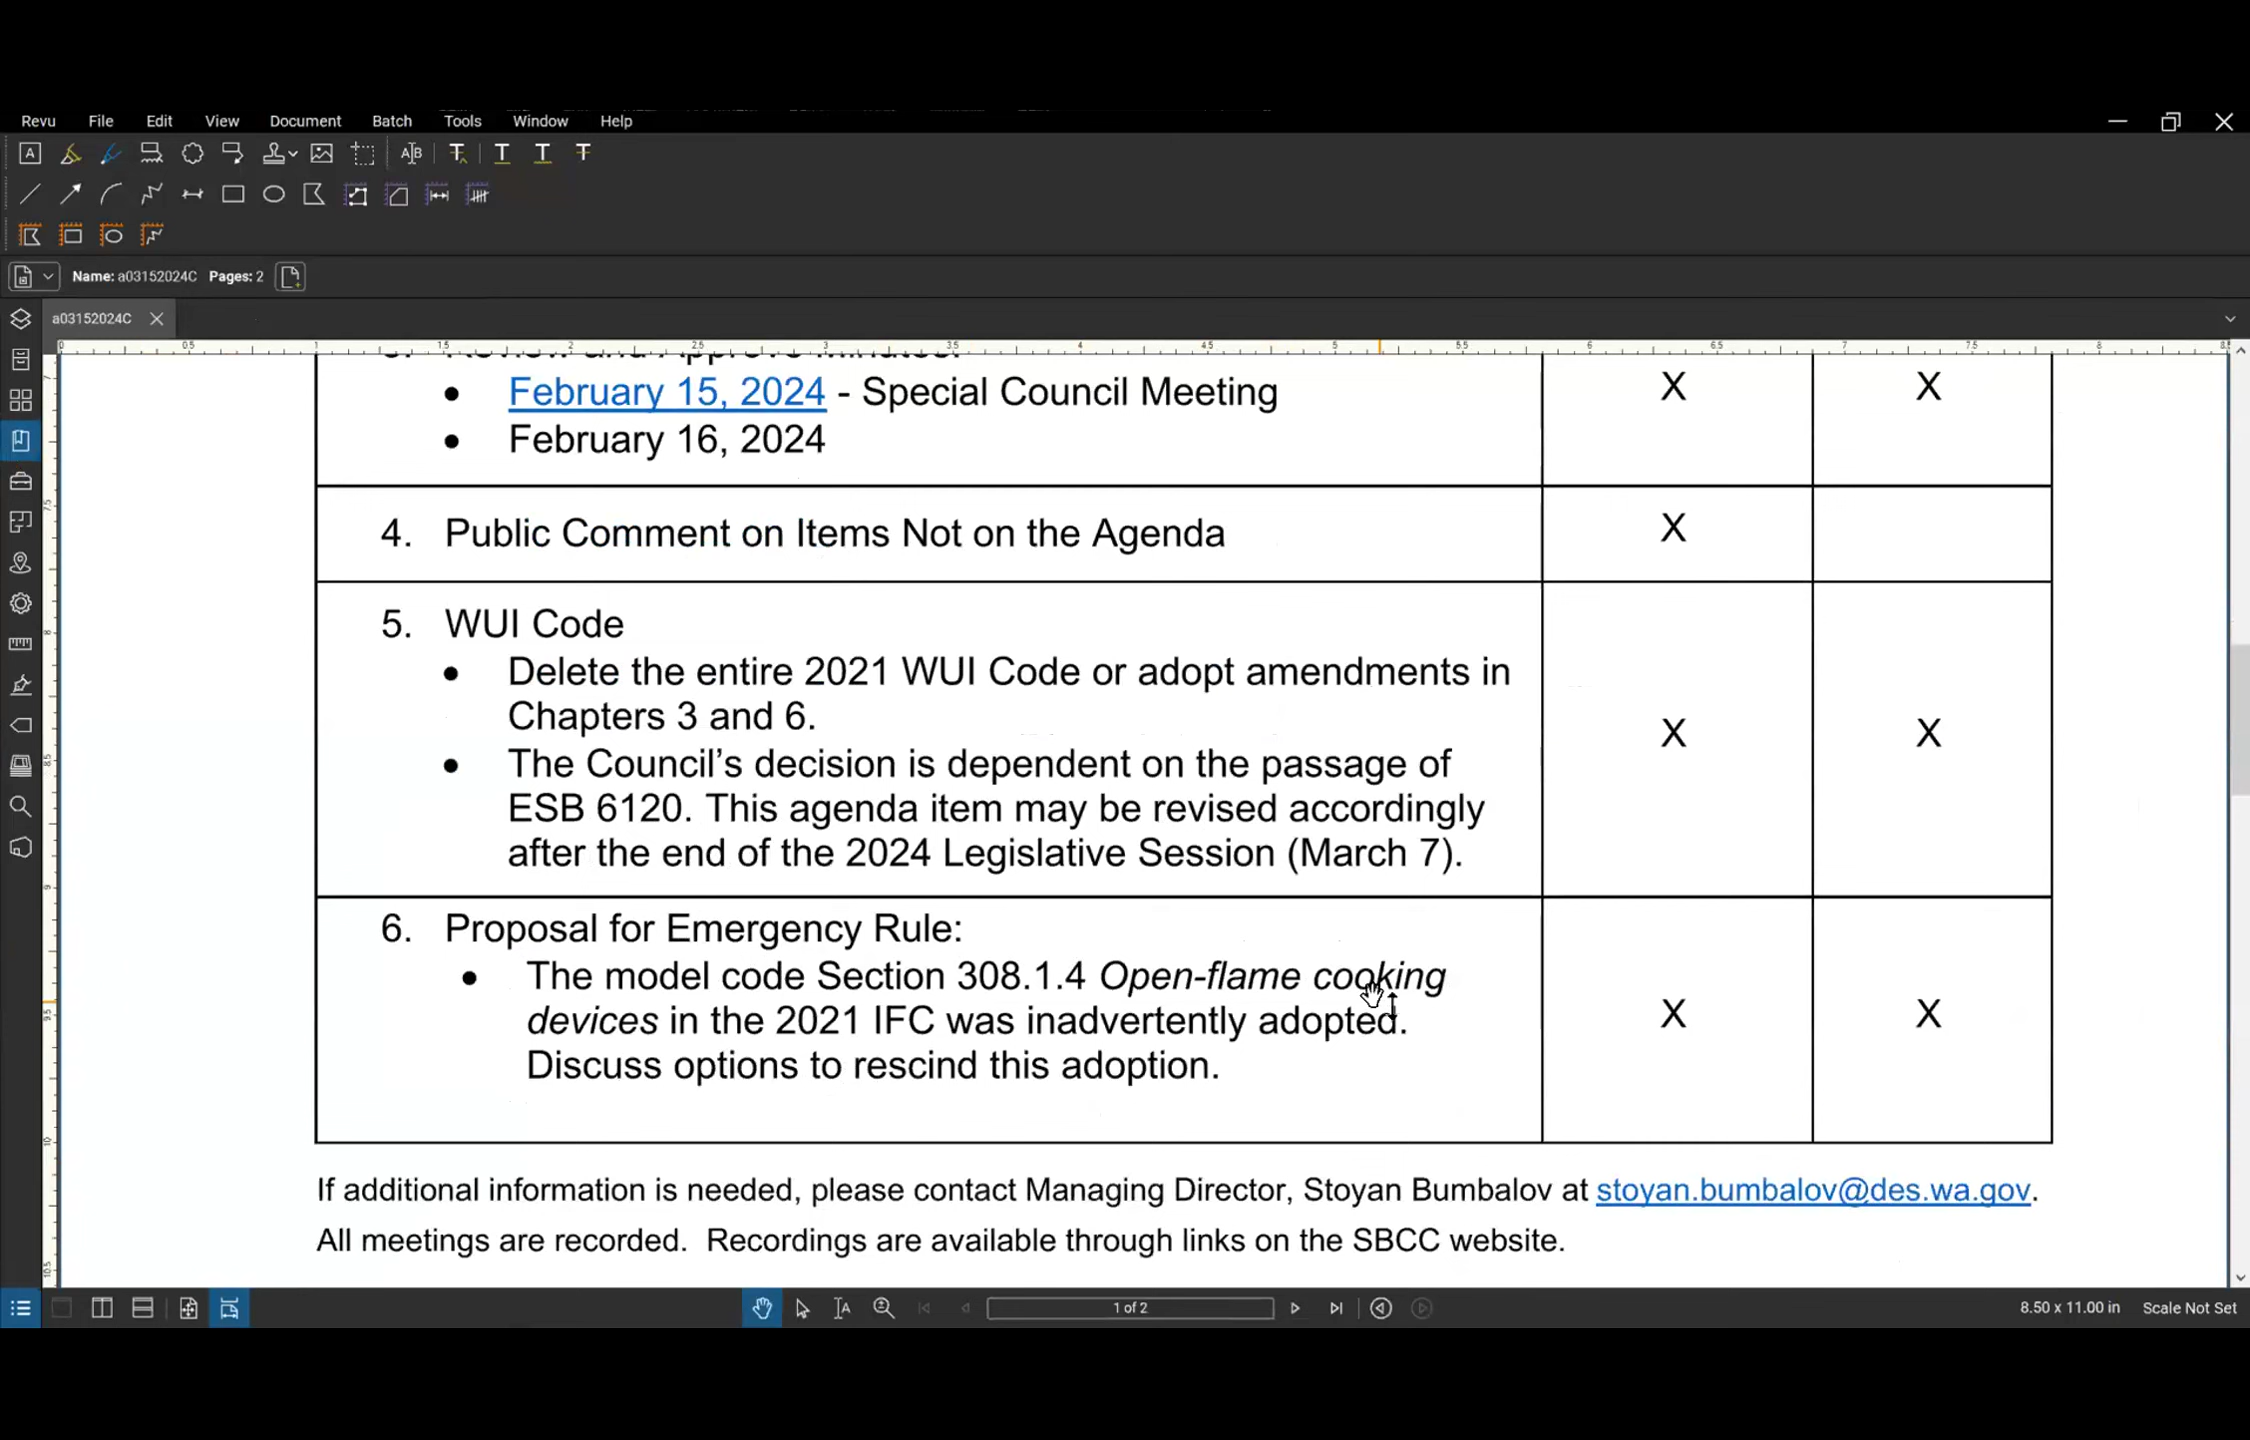 Revu File Edit View Document Batch Tools Window Help
Name: a03152024C Pages: 2
a03152024C
• February 15, 2024 - Special Council Meeting X X
• February 16, 2024
4. Public Comment on Items Not on the Agenda X
5. WUI Code
• Delete the entire 2021 WUI Code or adopt amendments in
Chapters 3 and 6.
X X
• The Council’s decision is dependent on the passage of
ESB 6120. This agenda item may be revised accordingly
after the end of the 2024 Legislative Session (March 7).
6. Proposal for Emergency Rule:
• The model code Section 308.1.4 Open-flame cooking
devices in the 2021 IFC was inadvertently adopted. X X
Discuss options to rescind this adoption.
If additional information is needed, please contact Managing Director, Stoyan Bumbalov at stoyan.bumbalov@des.wa.gov.
All meetings are recorded. Recordings are available through links on the SBCC website.
1 of 2
8.50 x 11.00 in Scale Not Set